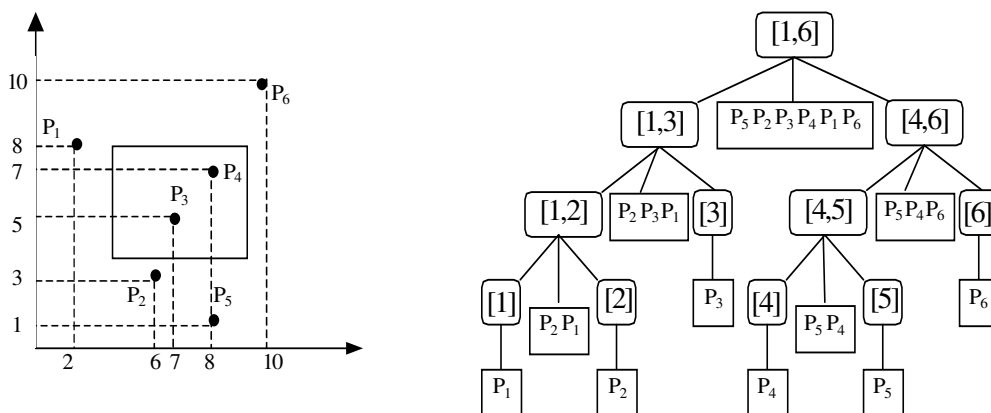 10
P6
P1
8
7
P4
P3
5
3
P2
P5
1
2
6
7
8
10
[1,6]
[1,3]
P5 P2 P3 P4 P1 P6
[4,6]
[1,2]
P2 P3 P1
[3]
[4,5]
P5 P4 P6
[6]
[1]
P2 P1
[2]
P3
[4]
P5 P4
[5]
P6
P1
P2
P4
P5